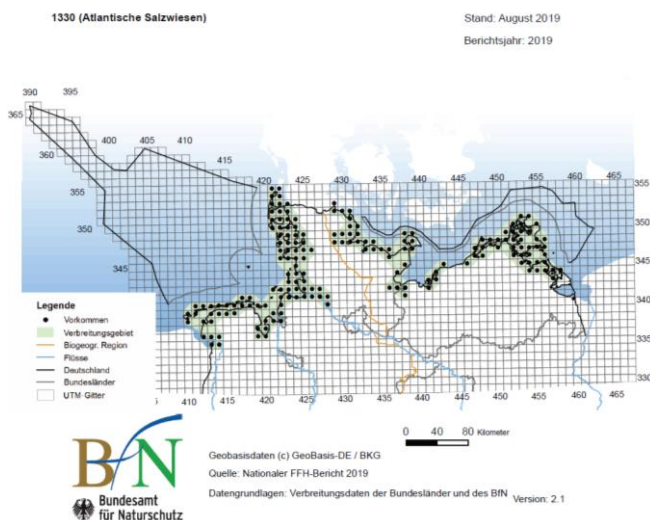 1330 (Atlantische Salzwiesen)
Stand: August 2019
Berichtsjahr: 2019
390
395
365
400
405
410
360
415
355
420
425
430
435
440
445
450
455
460
465
355
350
350
345
345
340
335
330
Legende
Vorkommen
Verbreitungsgebiet
Biogeogr. Region
Flüsse
Deutschland
Bundesländer
UTM-Gitter
410
415
420
425
430
435
440
445
450
455
460
465
0 40 80 Kilometer
BfN
Bundesamt
für Naturschutz
Geobasisdaten (c) GeoBasis-DE / BKG
Quelle: Nationaler FFH-Bericht 2019
Datengrundlagen: Verbreitungsdaten der Bundesländer und des BfN Version: 2.1